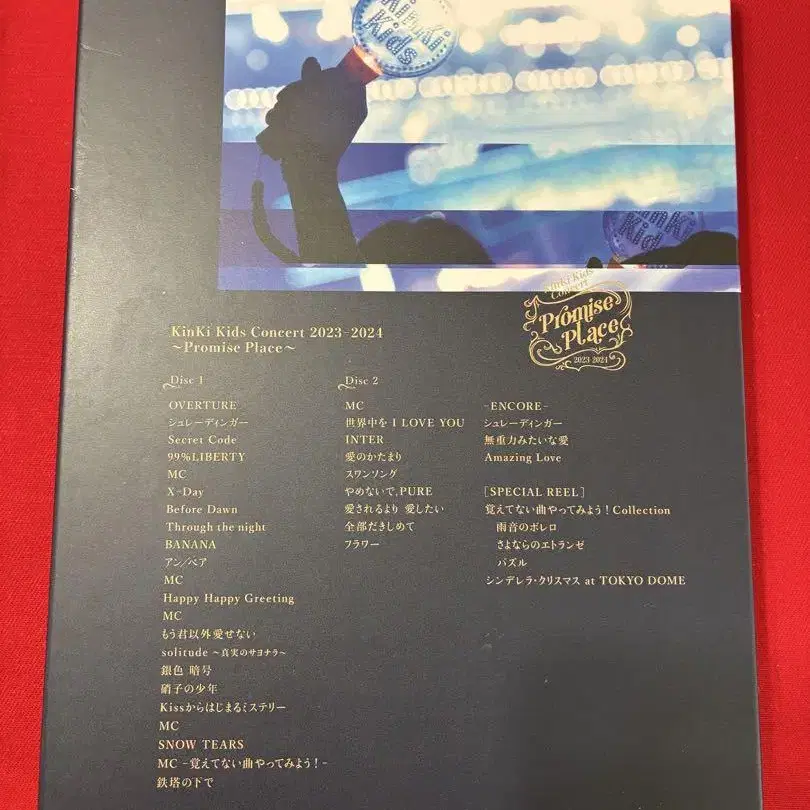 KinKi
Kids
KinKi
Kids
KinKi Kids
Concert
Promise
Place
2023-2024
KinKi Kids Concert 2023-2024
〜Promise Place〜
Disc 1
OVERTURE
シュレーディンガー
Secret Code
99%LIBERTY
MC
X-Day
Before Dawn
Through the night
BANANA
アン/ペア
MC
Happy Happy Greeting
MC
もう君以外愛せない
solitude 〜真実のサヨナラ〜
銀色 暗号
硝子の少年
Kissからはじまるミステリー
MC
SNOW TEARS
MC -覚えてない曲やってみよう！-
鉄塔の下で
Disc 2
MC
世界中を I LOVE YOU
INTER
愛のかたまり
スワンソング
やめないで,PURE
愛されるより 愛したい
全部だきしめて
フラワー
-ENCORE-
シュレーディンガー
無重力みたいな愛
Amazing Love
［SPECIAL REEL］
覚えてない曲やってみよう！Collection
雨音のボレロ
さよならのエトランゼ
パズル
シンデレラ・クリスマス at TOKYO DOME